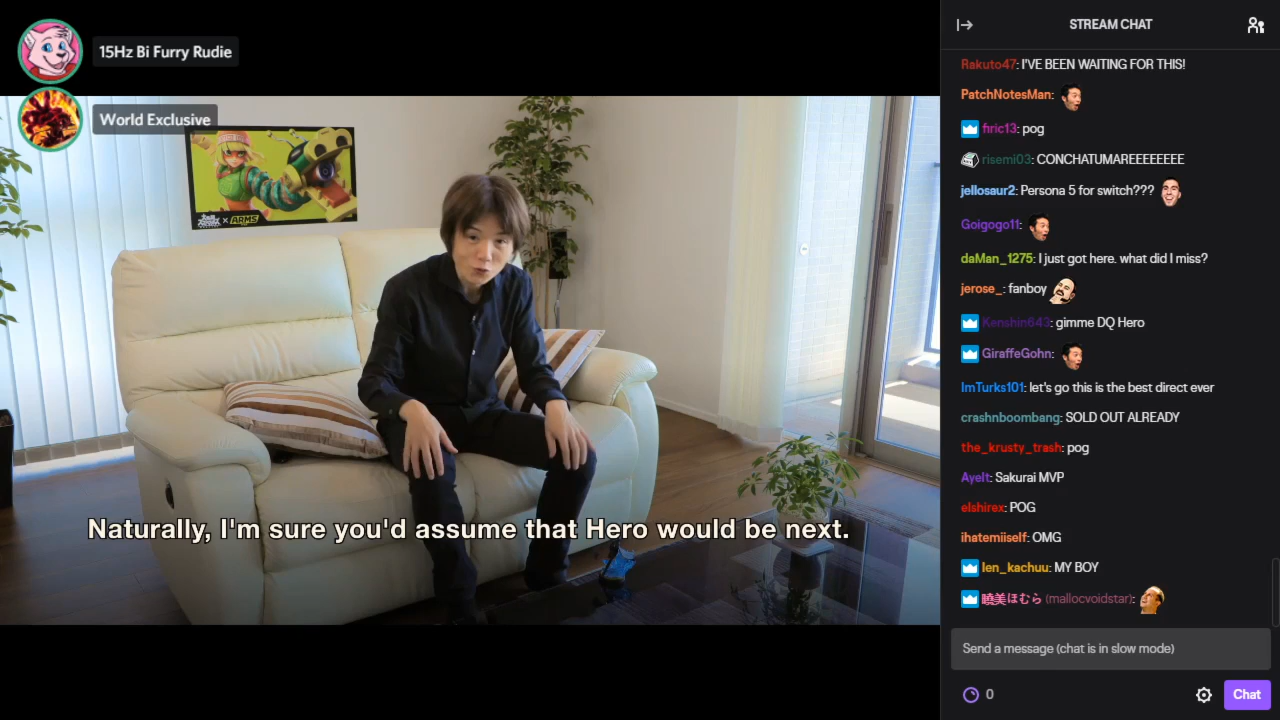 15Hz Bi Furry Rudie
World Exclusive
ARMS
Naturally, I'm sure you'd assume that Hero would be next.
STREAM CHAT
Rakuto47: I'VE BEEN WAITING FOR THIS!
PatchNotesMan:
firic13: pog
risemi03: CONCHATUMAREEEEEEEE
jellosaur2: Persona 5 for switch???
Goigogo11:
daMan_1275: I just got here. what did I miss?
jerose_: fanboy
Kenshin643: gimme DQ Hero
GiraffeGohn:
ImTurks101: let's go this is the best direct ever
crashnboombang: SOLD OUT ALREADY
the_krusty_trash: pog
Ayelt: Sakurai MVP
elshirex: POG
ihatemiiself: OMG
len_kachuu: MY BOY
暁美ほむら (mallocvoidstar):
Send a message (chat is in slow mode)
0
Chat